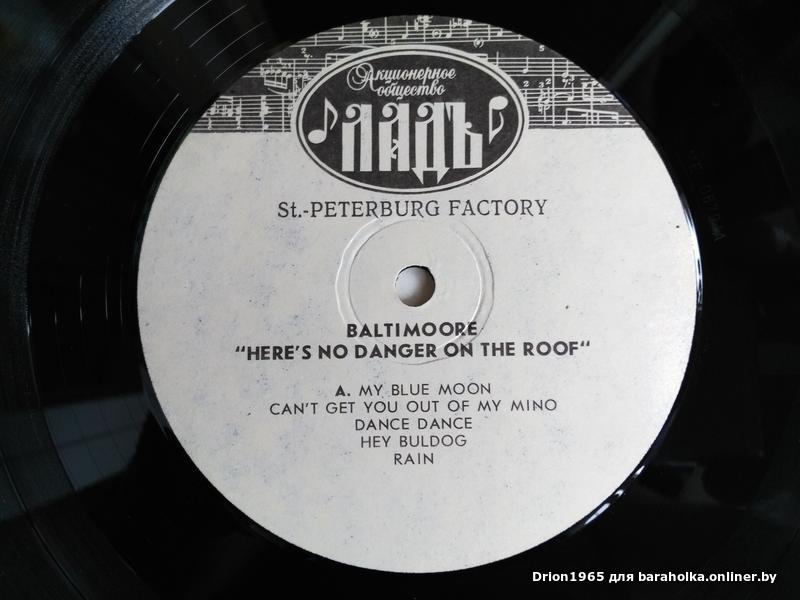 Акционерное
общество
ЛАДЪ
St.-PETERBURG FACTORY
BALTIMOORE
“HERE'S NO DANGER ON THE ROOF“
A. MY BLUE MOON
CAN'T GET YOU OUT OF MY MINO
DANCE DANCE
HEY BULDOG
RAIN
Drion1965 для baraholka.onliner.by